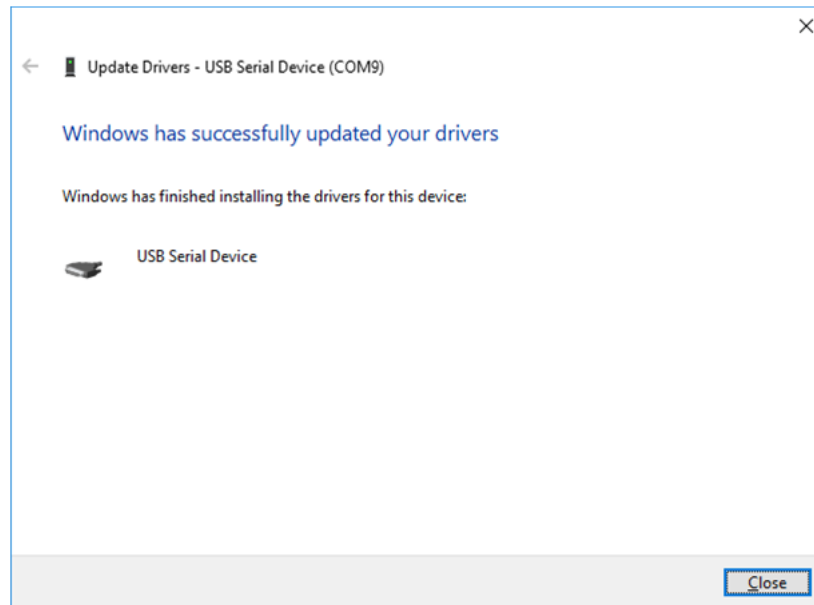 Update Drivers - USB Serial Device (COM9)
Windows has successfully updated your drivers
Windows has finished installing the drivers for this device:
USB Serial Device
Close